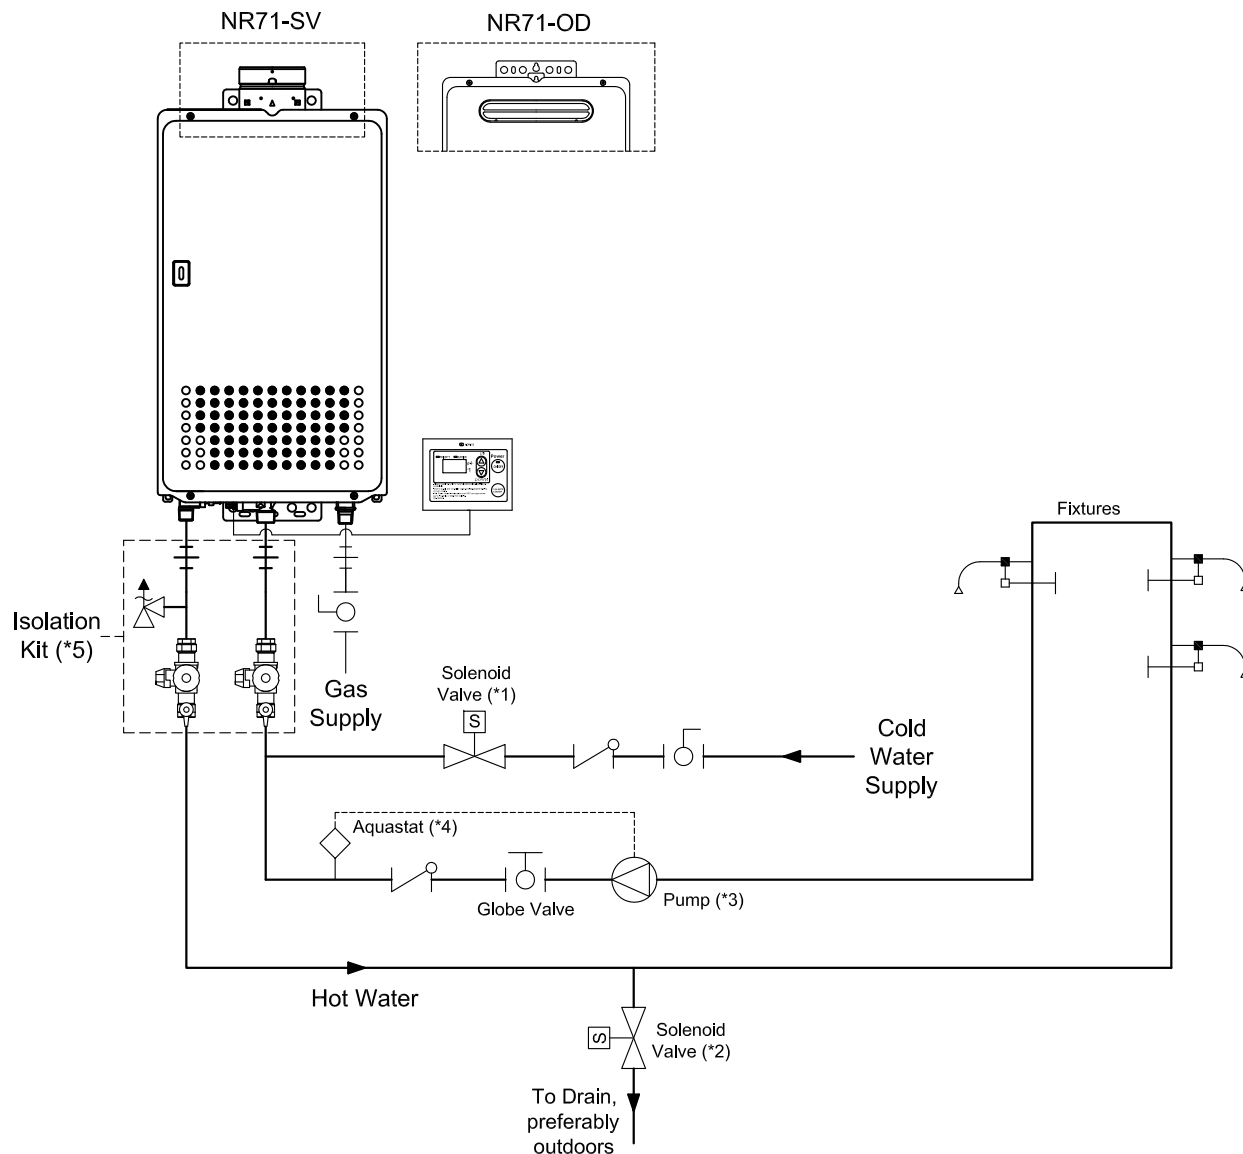 NR71-SV
NR71-OD
Power
Fixtures
Isolation
Kit (*5)
Gas
Supply
Solenoid
Valve (*1)
S
Cold
Water
Supply
Aquastat (*4)
Globe Valve
Pump (*3)
Hot Water
S
Solenoid
Valve (*2)
To Drain,
preferably
outdoors